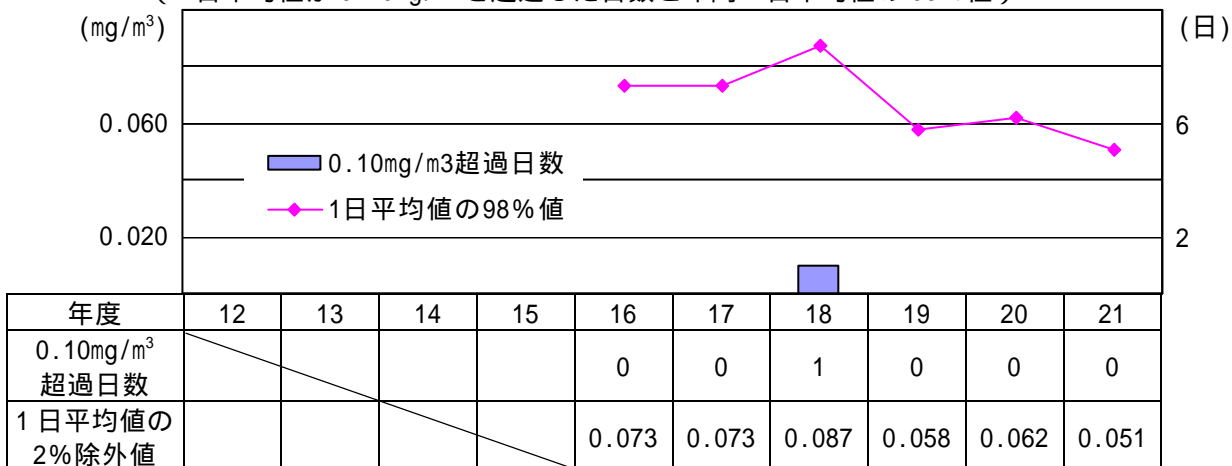 (mg/m³)
(日)
0.060
6
0.10mg/m3超過日数
1日平均値の98%値
0.020
2
年度 12 13 14 15 16 17 18 19 20 21
0.10mg/m³
超過日数
0 0 1 0 0 0
1日平均値の
2%除外値
0.073 0.073 0.087 0.058 0.062 0.051